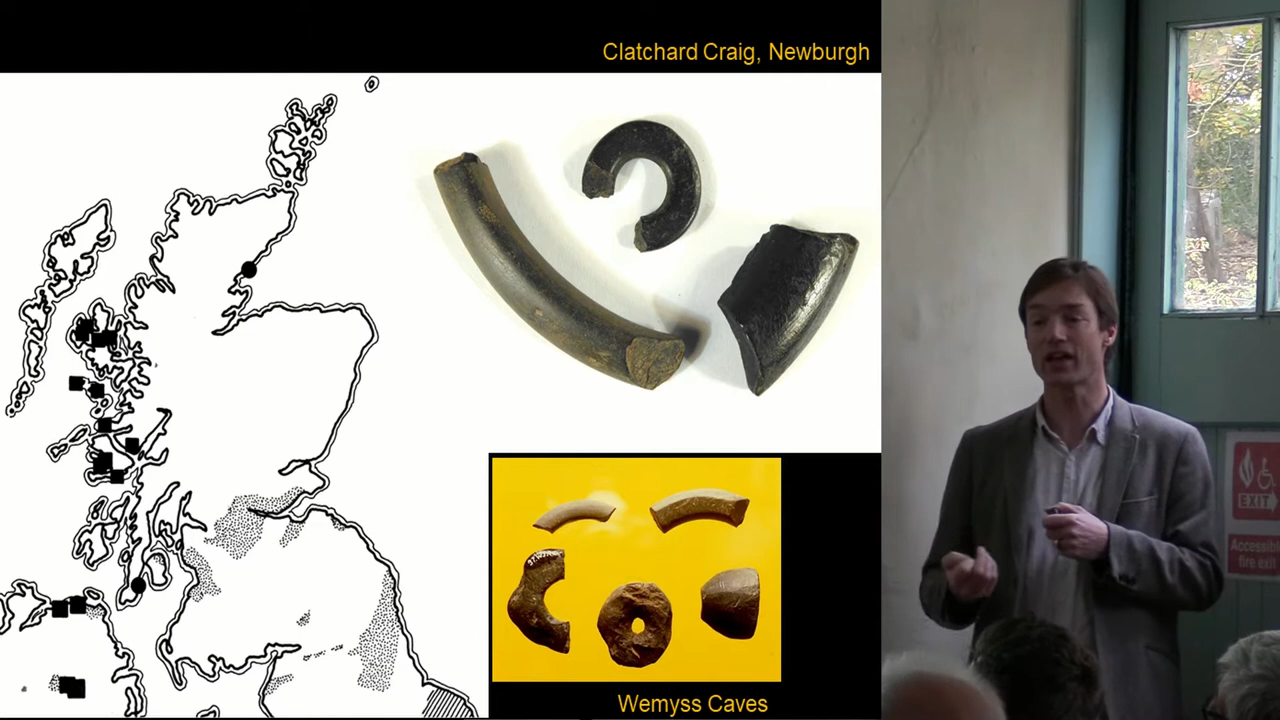 Clatchard Craig, Newburgh
Wemyss Caves
EXIT
Accessible
fire exit